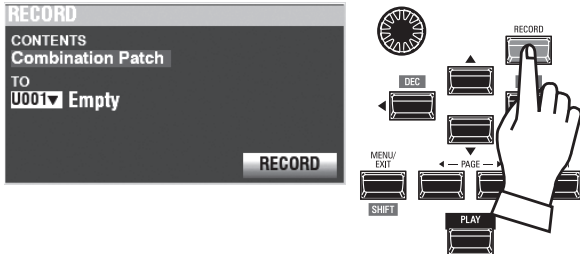 RECORD
CONTENTS
Combination Patch
TO
U001▼ Empty
RECORD
RECORD
DEC
MENU/
EXIT
◀ — PAGE — ▶
SHIFT
PLAY